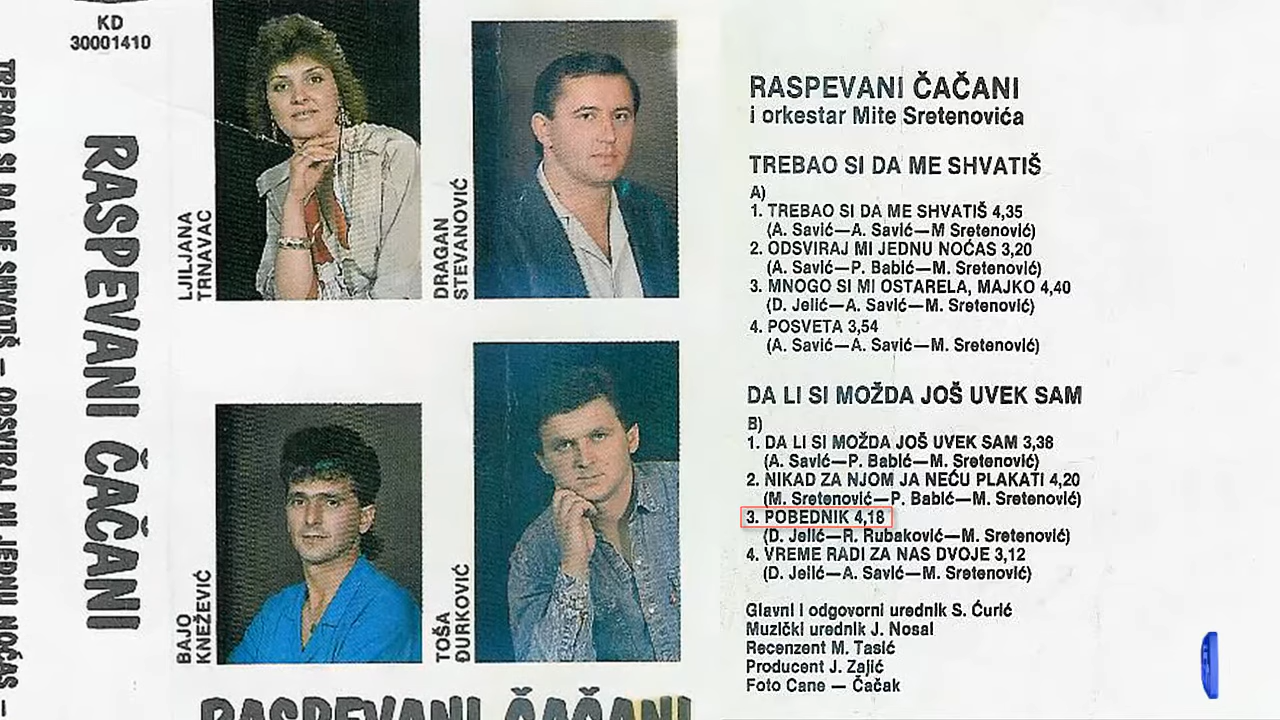 KD
30001410
TREBAO SI DA ME SHVATIŠ — ODSVIRAJ MI JEDNU NOĆAS —
RASPEVANI ČAČANI
LJILJANA
TRNAVAC
DRAGAN
STEVANOVIĆ
BAJO
KNEŽEVIĆ
TOŠA
ĐURKOVIĆ
RASPEVANI ČAČANI
RASPEVANI ČAČANI
i orkestar Mite Sretenovića
TREBAO SI DA ME SHVATIŠ
A)
1. TREBAO SI DA ME SHVATIŠ 4,35
(A. Savić—A. Savić—M Sretenović)
2. ODSVIRAJ MI JEDNU NOĆAS 3,20
(A. Savić—P. Babić—M. Sretenović)
3. MNOGO SI MI OSTARELA, MAJKO 4,40
(D. Jelić—A. Savić—M. Sretenović)
4. POSVETA 3,54
(A. Savić—A. Savić—M. Sretenović)
DA LI SI MOŽDA JOŠ UVEK SAM
B)
1. DA LI SI MOŽDA JOŠ UVEK SAM 3,38
(A. Savić—P. Babić—M. Sretenović)
2. NIKAD ZA NJOM JA NEĆU PLAKATI 4,20
(M. Sretenović—P. Babić—M. Sretenović)
3. POBEDNIK 4,18
(D. Jelić—R. Rubaković—M. Sretenović)
4. VREME RADI ZA NAS DVOJE 3,12
(D. Jelić—A. Savić—M. Sretenović)
Glavni i odgovorni urednik S. Ćurić
Muzički urednik J. Nosal
Recenzent M. Tasić
Producent J. Zajić
Foto Cane — Čačak